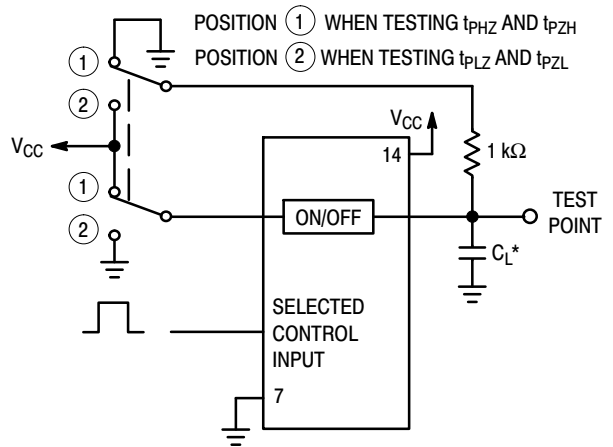 POSITION 1 WHEN TESTING tPHZ AND tPZH
POSITION 2 WHEN TESTING tPLZ AND tPZL
1
2
VCC
1
2
VCC
14
1 kΩ
ON/OFF
TEST
POINT
CL*
SELECTED
CONTROL
INPUT
7